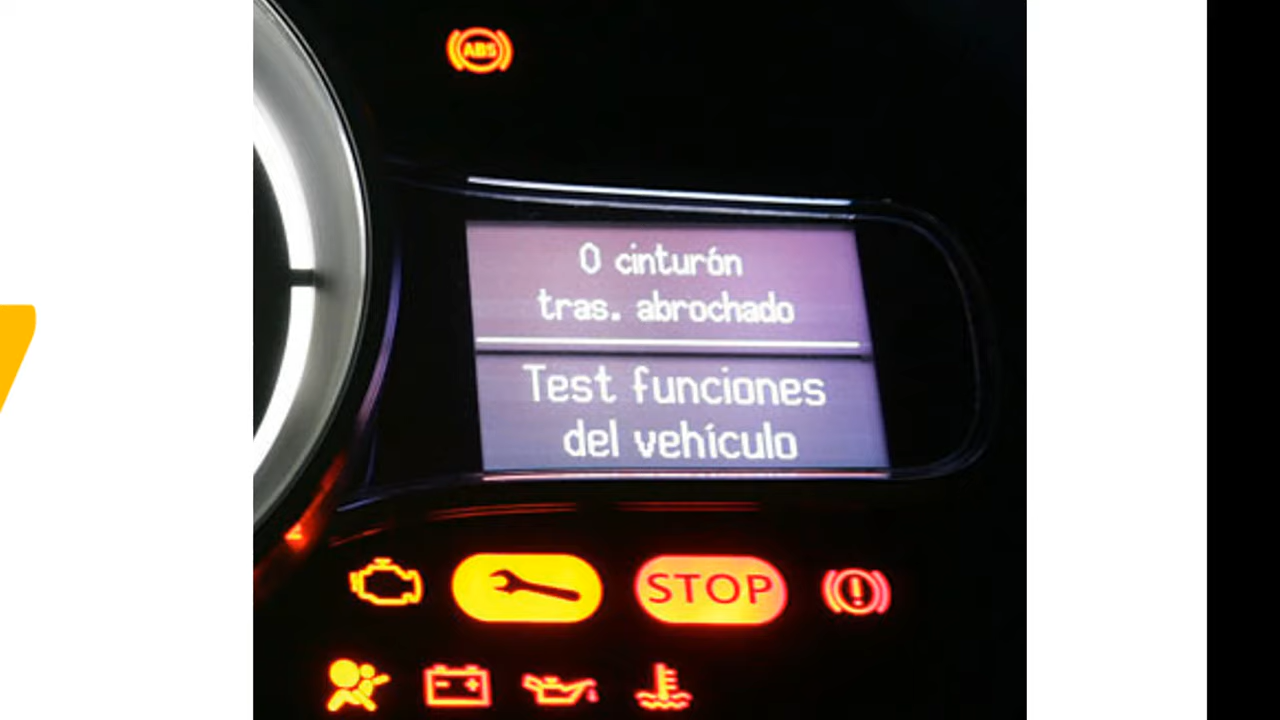 ABS
0 cinturón
tras. abrochado
Test funciones
del vehículo
STOP